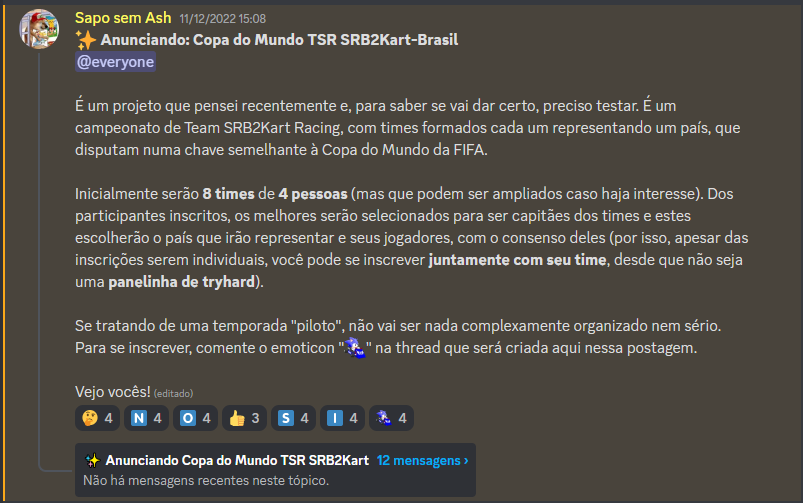 Sapo sem Ash 11/12/2022 15:08
✨ Anunciando: Copa do Mundo TSR SRB2Kart-Brasil
@everyone
É um projeto que pensei recentemente e, para saber se vai dar certo, preciso testar. É um
campeonato de Team SRB2Kart Racing, com times formados cada um representando um país, que
disputam numa chave semelhante à Copa do Mundo da FIFA.
Inicialmente serão 8 times de 4 pessoas (mas que podem ser ampliados caso haja interesse). Dos
participantes inscritos, os melhores serão selecionados para ser capitães dos times e estes
escolherão o país que irão representar e seus jogadores, com o consenso deles (por isso, apesar das
inscrições serem individuais, você pode se inscrever juntamente com seu time, desde que não seja
uma panelinha de tryhard).
Se tratando de uma temporada "piloto", não vai ser nada complexamente organizado nem sério.
Para se inscrever, comente o emoticon "" na thread que será criada aqui nessa postagem.
Vejo vocês! (editado)
🤔 4 N 4 O 4 👍 3 S 4 I 4 4
✨ Anunciando Copa do Mundo TSR SRB2Kart 12 mensagens ›
Não há mensagens recentes neste tópico.